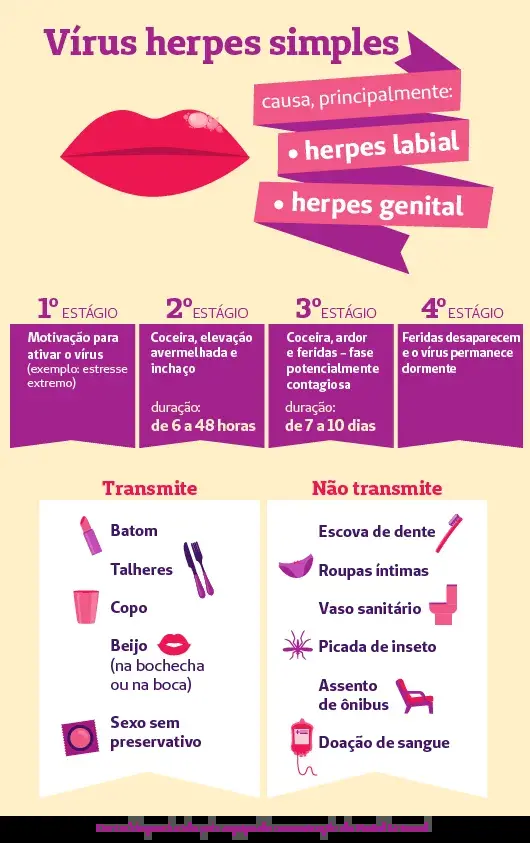 Vírus herpes simples
causa, principalmente:
• herpes labial
• herpes genital
1º ESTÁGIO
Motivação para
ativar o vírus
(exemplo: estresse
extremo)
2º ESTÁGIO
Coceira, elevação
avermelhada e
inchaço
duração:
de 6 a 48 horas
3º ESTÁGIO
Coceira, ardor
e feridas – fase
potencialmente
contagiosa
duração:
de 7 a 10 dias
4º ESTÁGIO
Feridas desaparecem
e o vírus permanece
dormente
Transmite
Batom
Talheres
Copo
Beijo
(na bochecha
ou na boca)
Sexo sem
preservativo
Não transmite
Escova de dente
Roupas íntimas
Vaso sanitário
Picada de inseto
Assento
de ônibus
Doação de sangue